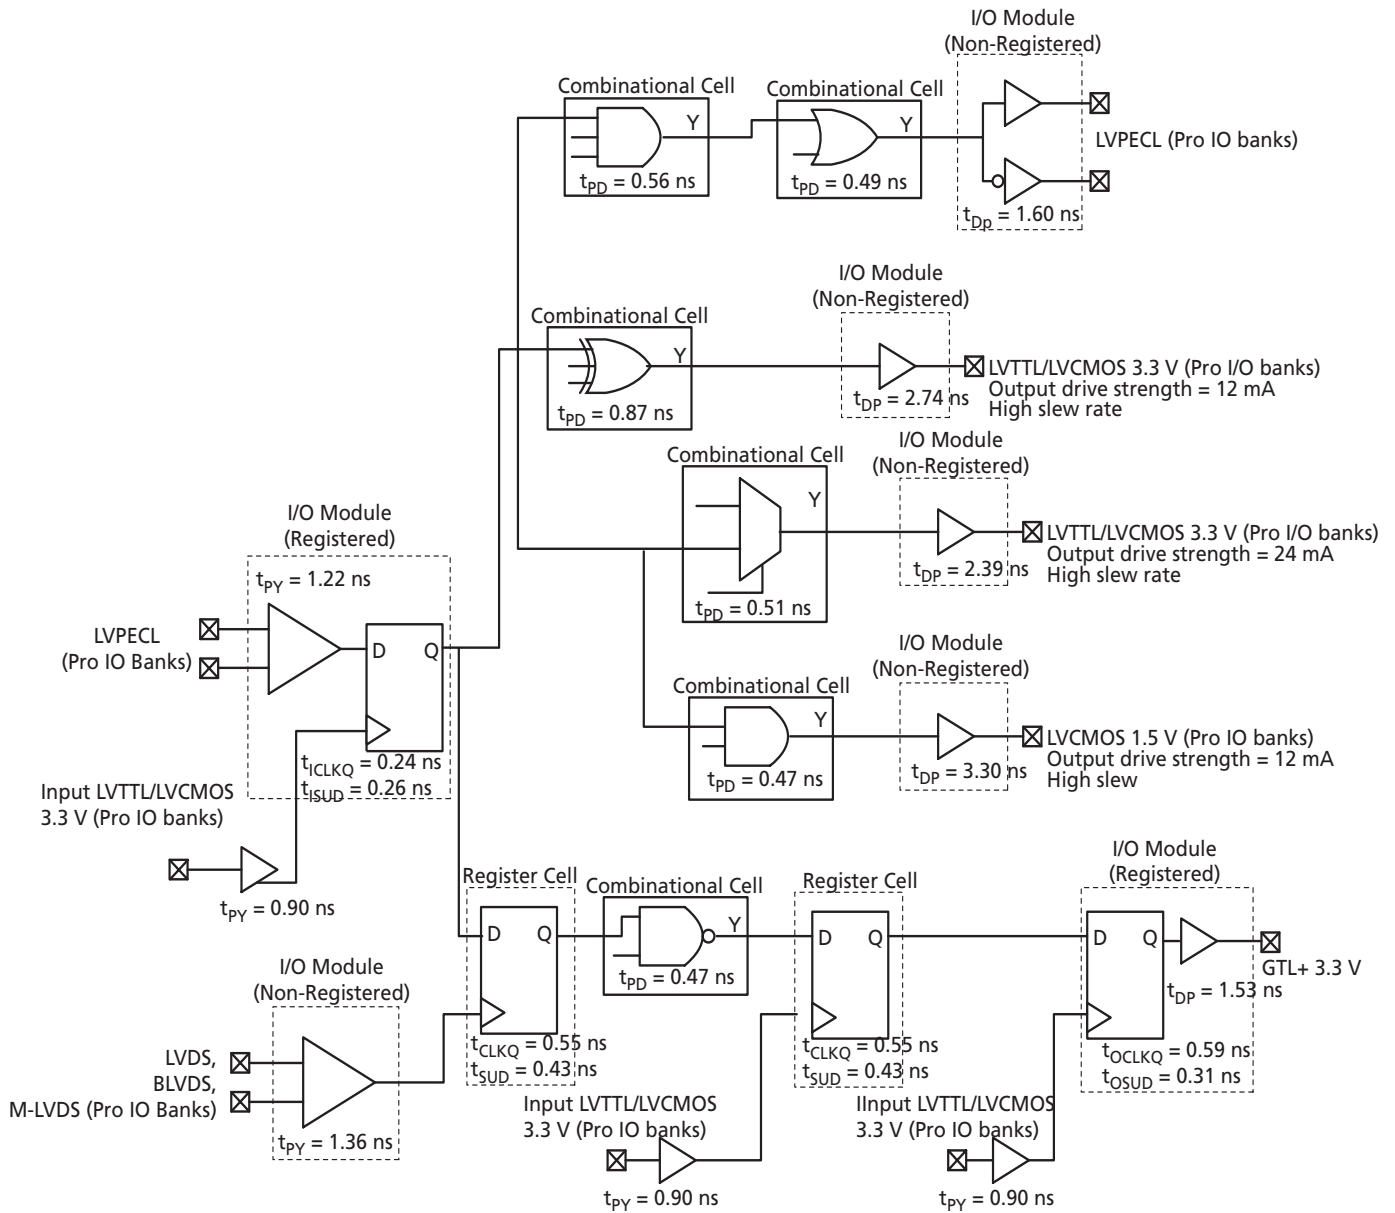 I/O Module
(Non-Registered)
Combinational Cell
Y
tPD = 0.56 ns
Combinational Cell
Y
tPD = 0.49 ns
LVPECL (Pro IO banks)
tDp = 1.60 ns
I/O Module
(Non-Registered)
Combinational Cell
Y
tPD = 0.87 ns
tDP = 2.74 ns
LVTTL/LVCMOS 3.3 V (Pro I/O banks)
Output drive strength = 12 mA
High slew rate
I/O Module
(Non-Registered)
Combinational Cell
Y
tPD = 0.51 ns
tDP = 2.39 ns
LVTTL/LVCMOS 3.3 V (Pro I/O banks)
Output drive strength = 24 mA
High slew rate
I/O Module
(Registered)
tPY = 1.22 ns
LVPECL
(Pro IO Banks)
D
Q
tICLKQ = 0.24 ns
tISUD = 0.26 ns
Input LVTTL/LVCMOS
3.3 V (Pro IO banks)
tPY = 0.90 ns
I/O Module
(Non-Registered)
Combinational Cell
Y
tPD = 0.47 ns
tDP = 3.30 ns
LVCMOS 1.5 V (Pro IO banks)
Output drive strength = 12 mA
High slew
I/O Module
(Non-Registered)
LVDS,
BLVDS,
M-LVDS (Pro IO Banks)
tPY = 1.36 ns
Register Cell
D
Q
tCLKQ = 0.55 ns
tSUD = 0.43 ns
Combinational Cell
Y
tPD = 0.47 ns
Register Cell
D
Q
tCLKQ = 0.55 ns
tSUD = 0.43 ns
Input LVTTL/LVCMOS
3.3 V (Pro IO banks)
tPY = 0.90 ns
I/O Module
(Registered)
D
Q
tDP = 1.53 ns
GTL+ 3.3 V
tOCLKQ = 0.59 ns
tOSUD = 0.31 ns
IInput LVTTL/LVCMOS
3.3 V (Pro IO banks)
tPY = 0.90 ns